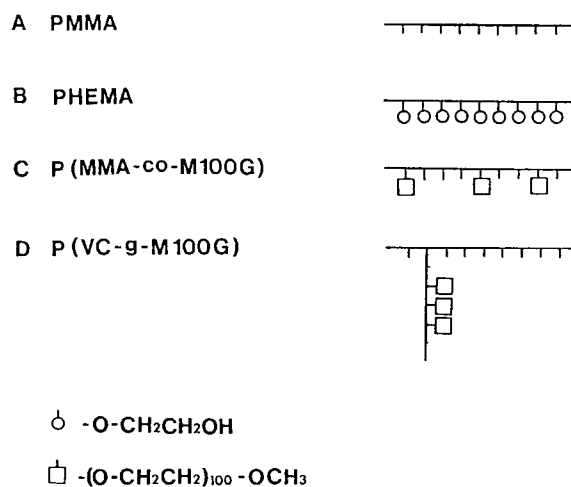 A PMMA
B PHEMA
C P(MMA-co-M100G)
D P(VC-g-M100G)
-O-CH₂CH₂OH
-(O-CH₂CH₂)₁₀₀-OCH₃